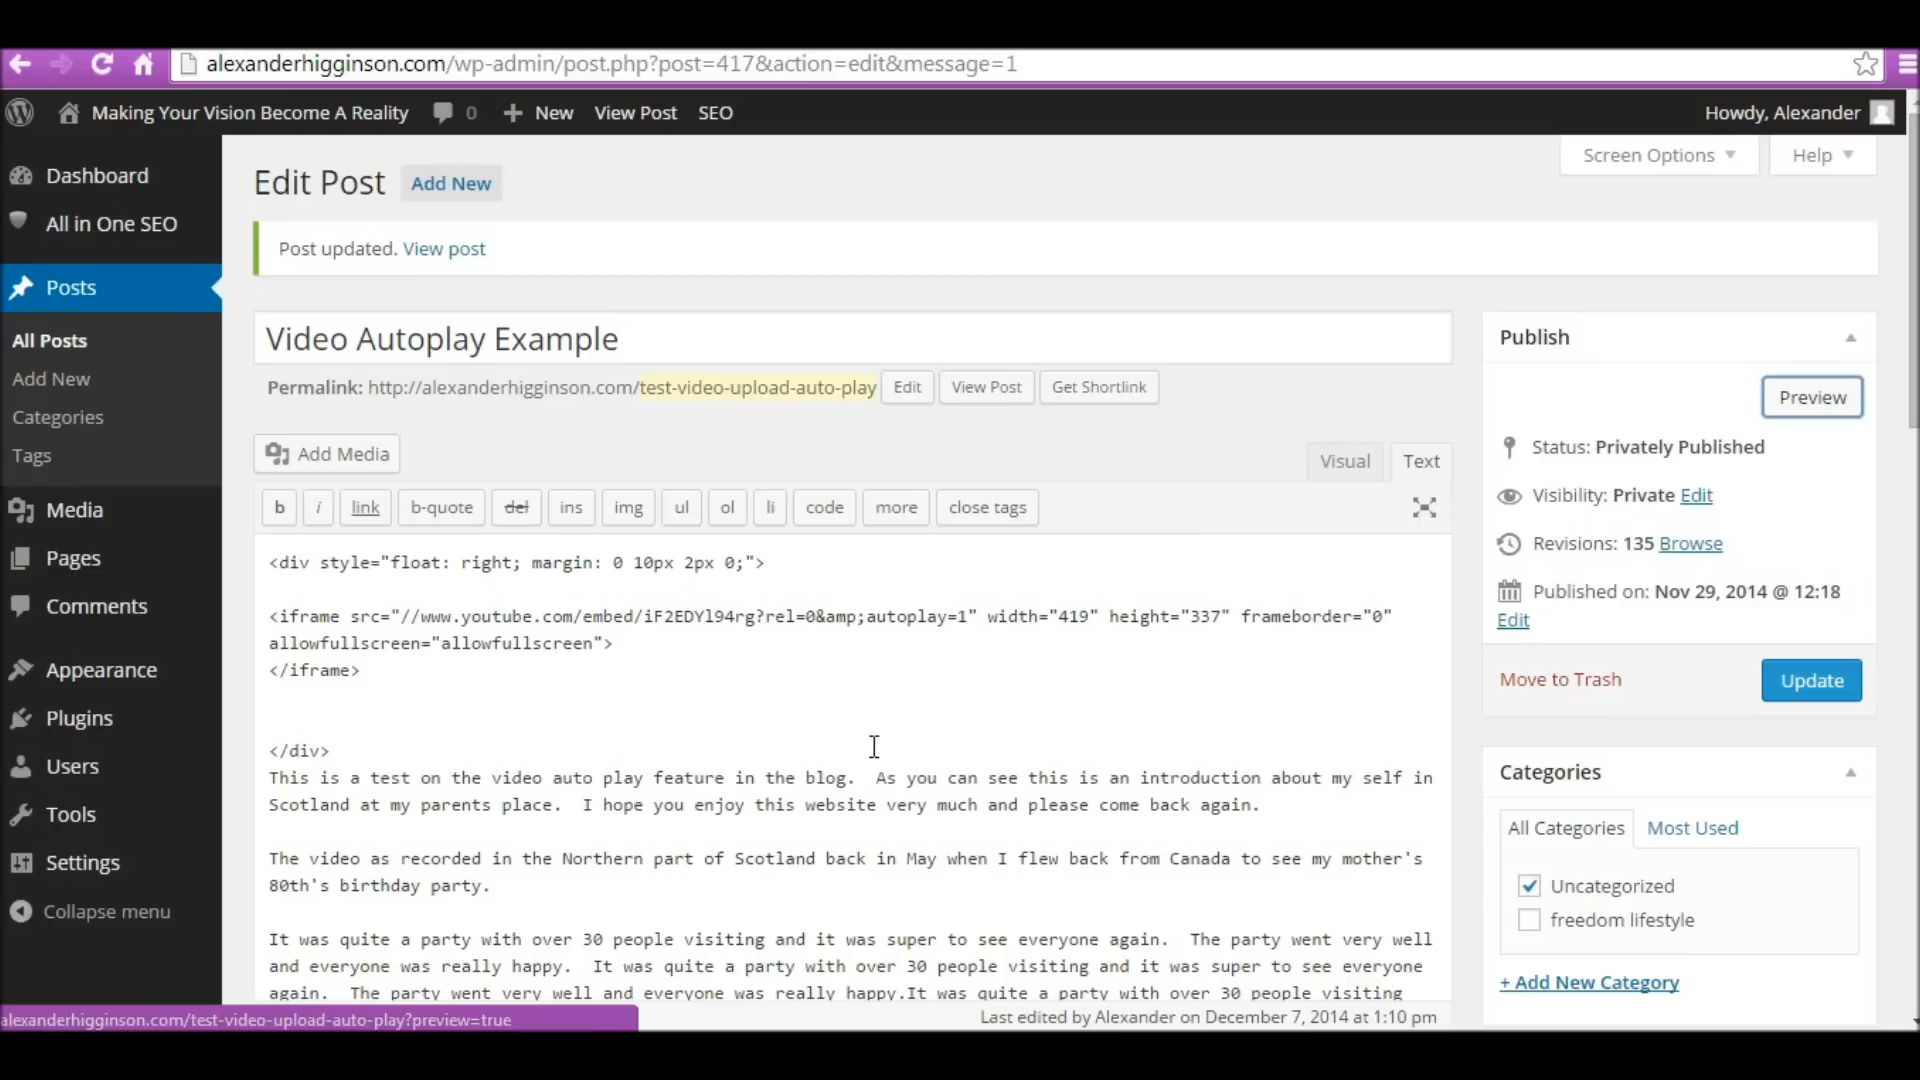 alexanderhigginson.com/wp-admin/post.php?post=417&action=edit&message=1
Making Your Vision Become A Reality 0 New View Post SEO Howdy, Alexander
Screen Options Help
Dashboard
All in One SEO
Posts
All Posts
Add New
Categories
Tags
Media
Pages
Comments
Appearance
Plugins
Users
Tools
Settings
Collapse menu
Edit Post Add New
Post updated. View post
Video Autoplay Example
Permalink: http://alexanderhigginson.com/test-video-upload-auto-play Edit View Post Get Shortlink
Add Media
Visual Text
b i link b-quote del ins img ul ol li code more close tags
<div style="float: right; margin: 0 10px 2px 0;">
<iframe src="//www.youtube.com/embed/iF2EDYl94rg?rel=0&amp;autoplay=1" width="419" height="337" frameborder="0"
allowfullscreen="allowfullscreen">
</iframe>
</div>
This is a test on the video auto play feature in the blog.  As you can see this is an introduction about my self in
Scotland at my parents place.  I hope you enjoy this website very much and please come back again.
The video as recorded in the Northern part of Scotland back in May when I flew back from Canada to see my mother's
80th's birthday party.
It was quite a party with over 30 people visiting and it was super to see everyone again.  The party went very well
and everyone was really happy.  It was quite a party with over 30 people visiting and it was super to see everyone
again.  The party went very well and everyone was really happy.It was quite a party with over 30 people visiting
Last edited by Alexander on December 7, 2014 at 1:10 pm
Publish
Preview
Status: Privately Published
Visibility: Private Edit
Revisions: 135 Browse
Published on: Nov 29, 2014 @ 12:18
Edit
Move to Trash Update
Categories
All Categories Most Used
Uncategorized
freedom lifestyle
+ Add New Category
alexanderhigginson.com/test-video-upload-auto-play?preview=true